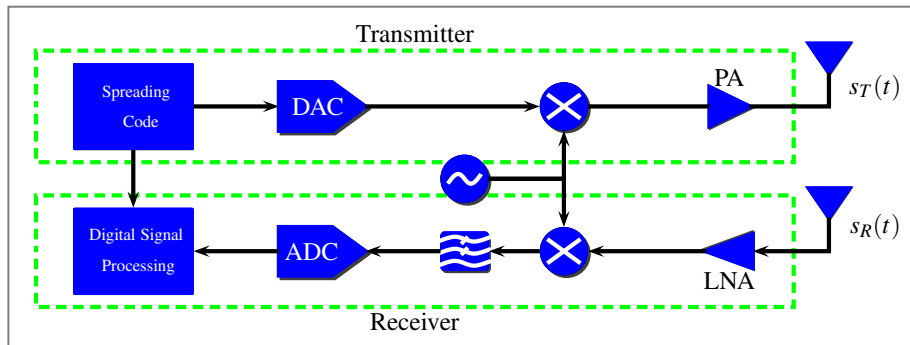 Transmitter
Spreading
Code
DAC
PA
s_T(t)
Digital Signal
Processing
ADC
LNA
s_R(t)
Receiver